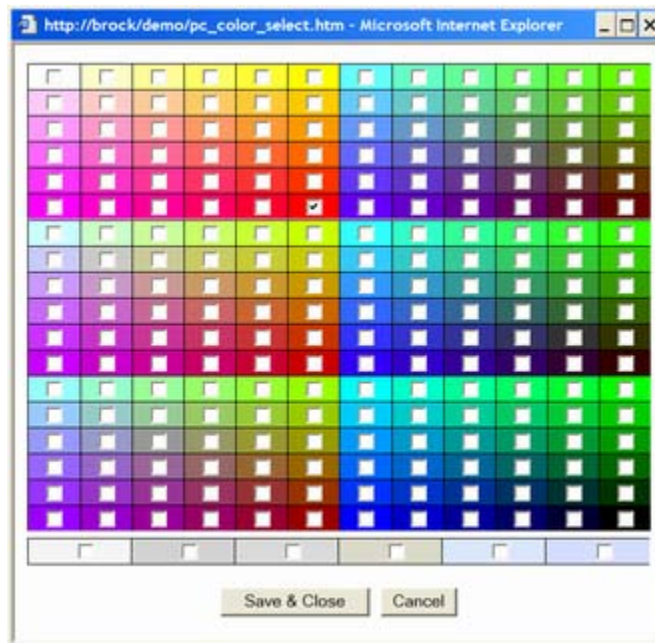 http://brock/demo/pc_color_select.htm - Microsoft Internet Explorer
Save & Close Cancel